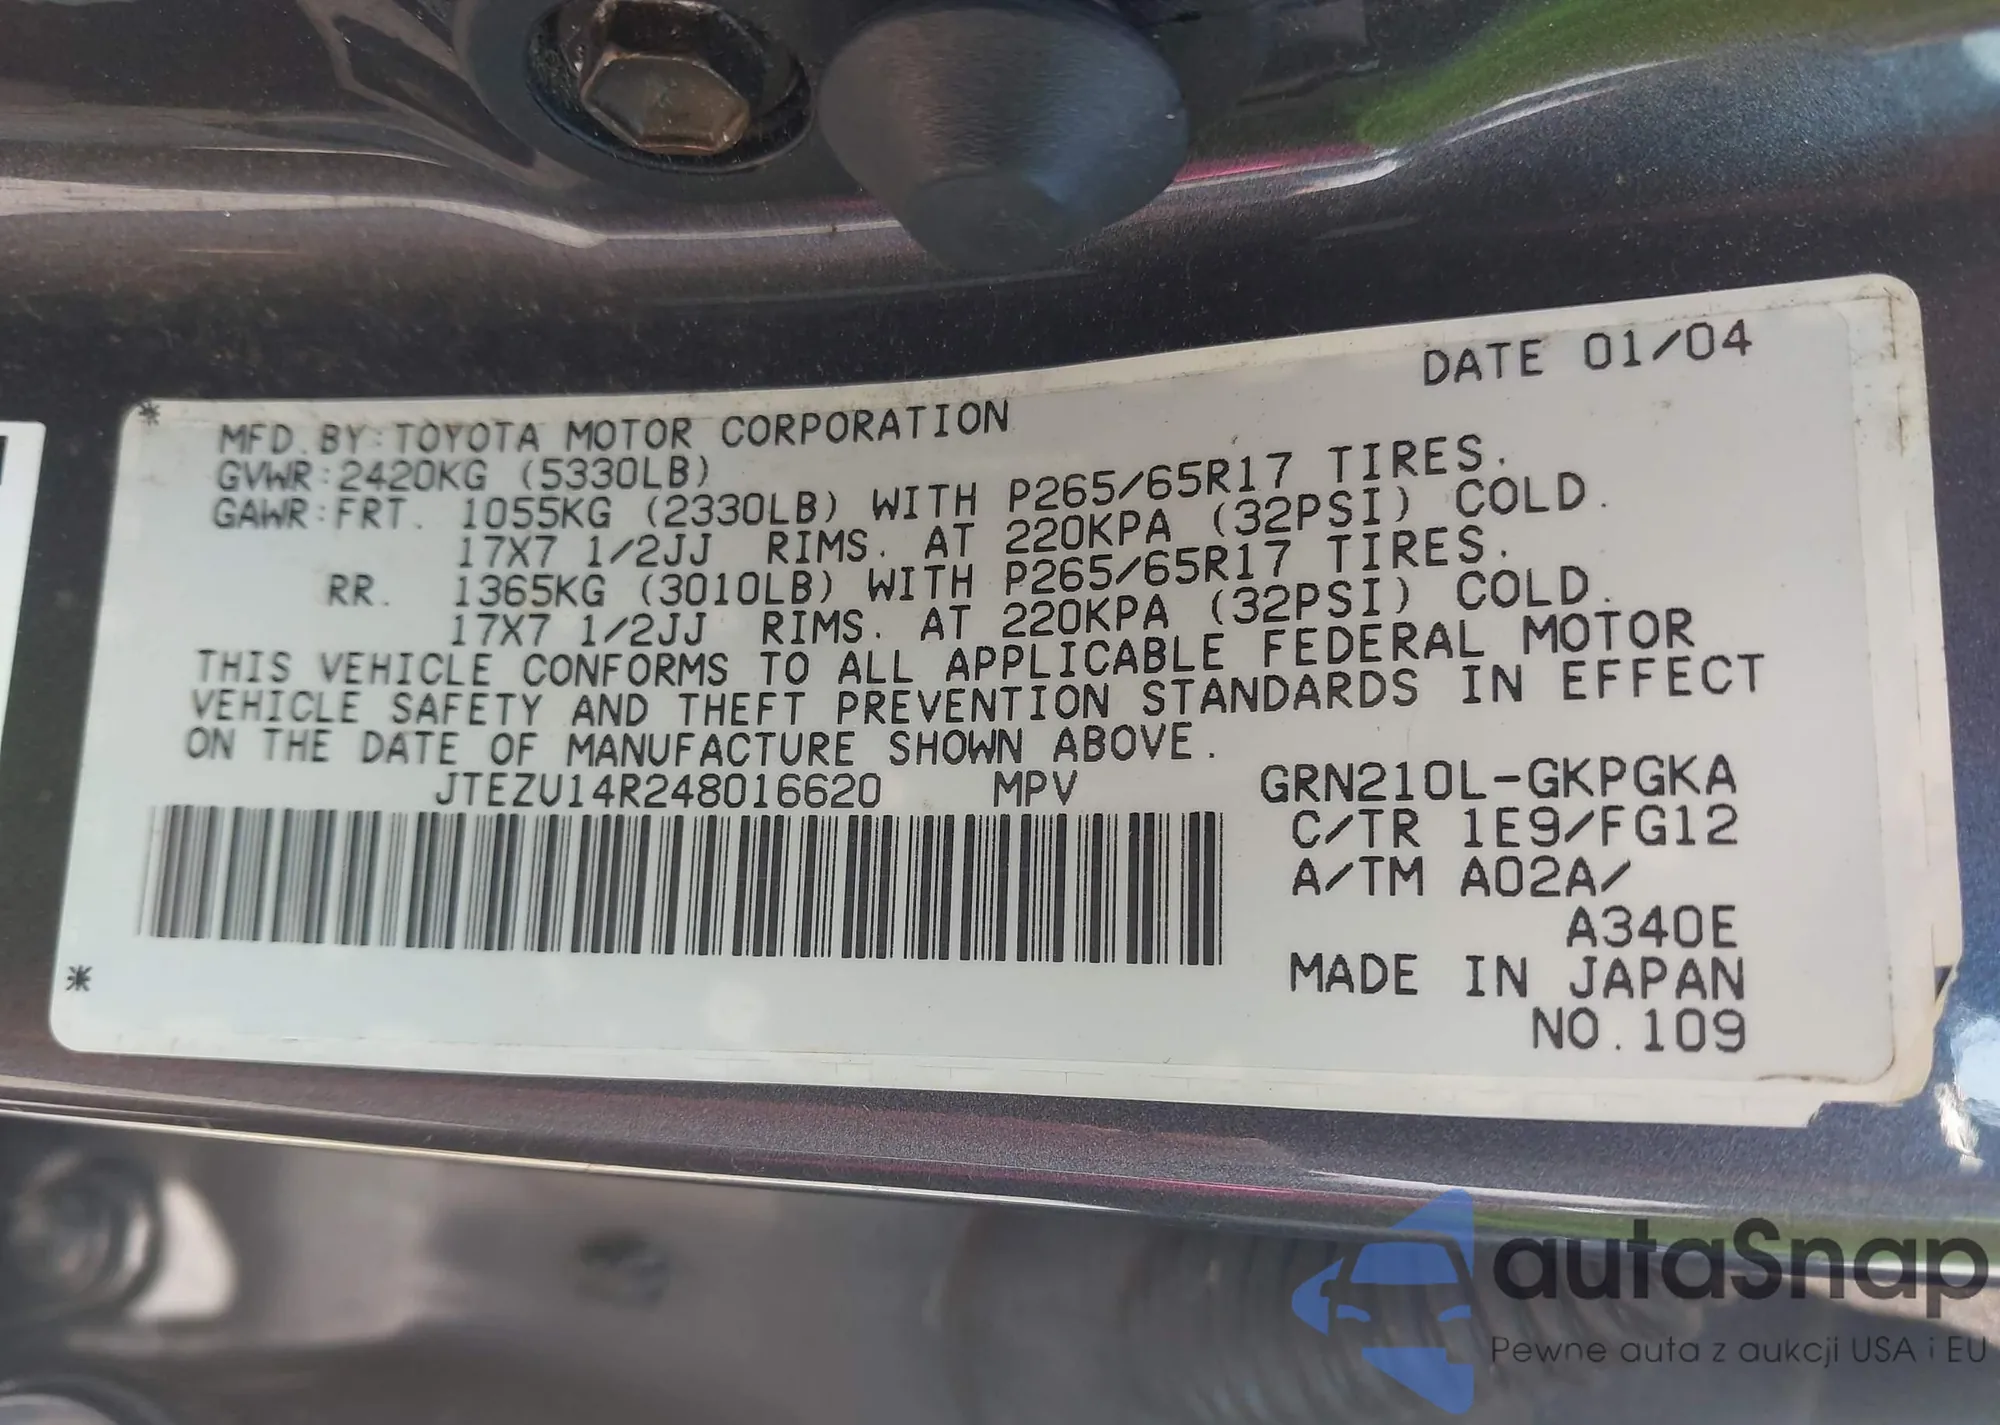 DATE 01/04
MFD. BY:TOYOTA MOTOR CORPORATION
GVWR:2420KG (5330LB)
GAWR:FRT. 1055KG (2330LB) WITH P265/65R17 TIRES.
17X7 1/2JJ RIMS. AT 220KPA (32PSI) COLD.
RR. 1365KG (3010LB) WITH P265/65R17 TIRES.
17X7 1/2JJ RIMS. AT 220KPA (32PSI) COLD.
THIS VEHICLE CONFORMS TO ALL APPLICABLE FEDERAL MOTOR
VEHICLE SAFETY AND THEFT PREVENTION STANDARDS IN EFFECT
ON THE DATE OF MANUFACTURE SHOWN ABOVE.
JTEZU14R248016620 MPV GRN210L-GKPGKA
C/TR 1E9/FG12
A/TM A02A/
A340E
MADE IN JAPAN
NO.109
autaSnap
Pewne auta z aukcji USA i EU